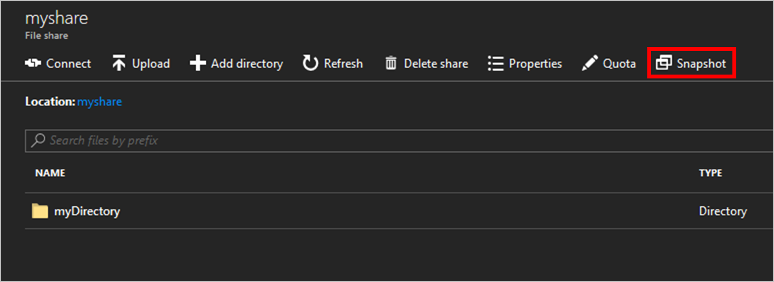 myshare
File share
Connect Upload Add directory Refresh Delete share Properties Quota Snapshot
Location: myshare
Search files by prefix
NAME TYPE
myDirectory Directory